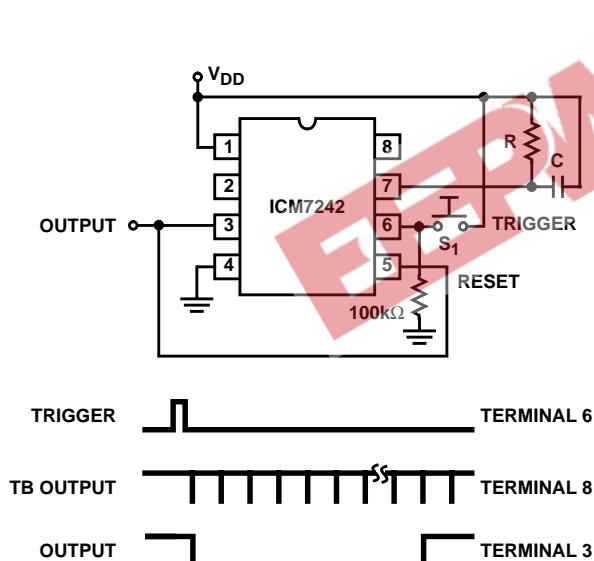 VDD
1
8
R
C
2
7
ICM7242
OUTPUT
3
6
TRIGGER
S1
4
5
RESET
100kΩ
TRIGGER
TERMINAL 6
TB OUTPUT
TERMINAL 8
OUTPUT
TERMINAL 3